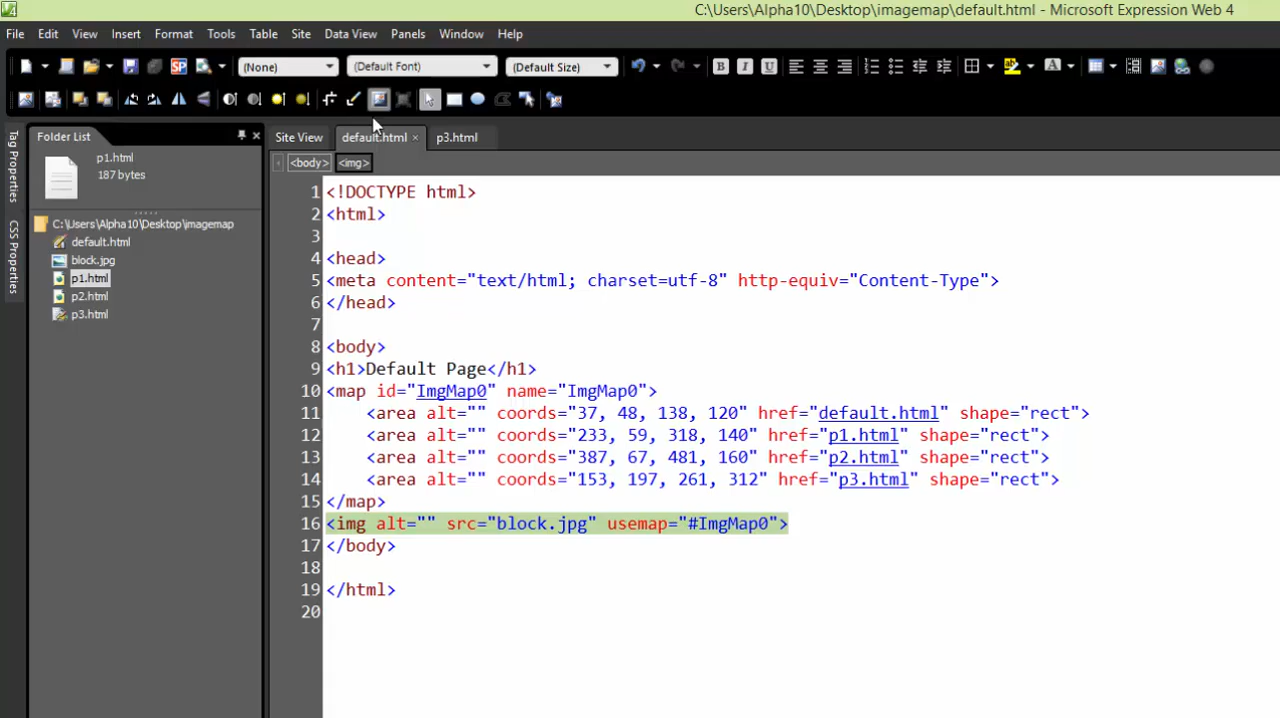 C:\Users\Alpha10\Desktop\imagemap\default.html - Microsoft Expression Web 4
File Edit View Insert Format Tools Table Site Data View Panels Window Help
SP (None) (Default Font) (Default Size) B I U A
Folder List
Site View default.html × p3.html
p1.html
187 bytes
<body> <img>
Tag Properties
CSS Properties
C:\Users\Alpha10\Desktop\imagemap
default.html
block.jpg
p1.html
p2.html
p3.html
1 <!DOCTYPE html>
2 <html>
3
4 <head>
5 <meta content="text/html; charset=utf-8" http-equiv="Content-Type">
6 </head>
7
8 <body>
9 <h1>Default Page</h1>
10 <map id="ImgMap0" name="ImgMap0">
11 <area alt="" coords="37, 48, 138, 120" href="default.html" shape="rect">
12 <area alt="" coords="233, 59, 318, 140" href="p1.html" shape="rect">
13 <area alt="" coords="387, 67, 481, 160" href="p2.html" shape="rect">
14 <area alt="" coords="153, 197, 261, 312" href="p3.html" shape="rect">
15 </map>
16 <img alt="" src="block.jpg" usemap="#ImgMap0">
17 </body>
18
19 </html>
20